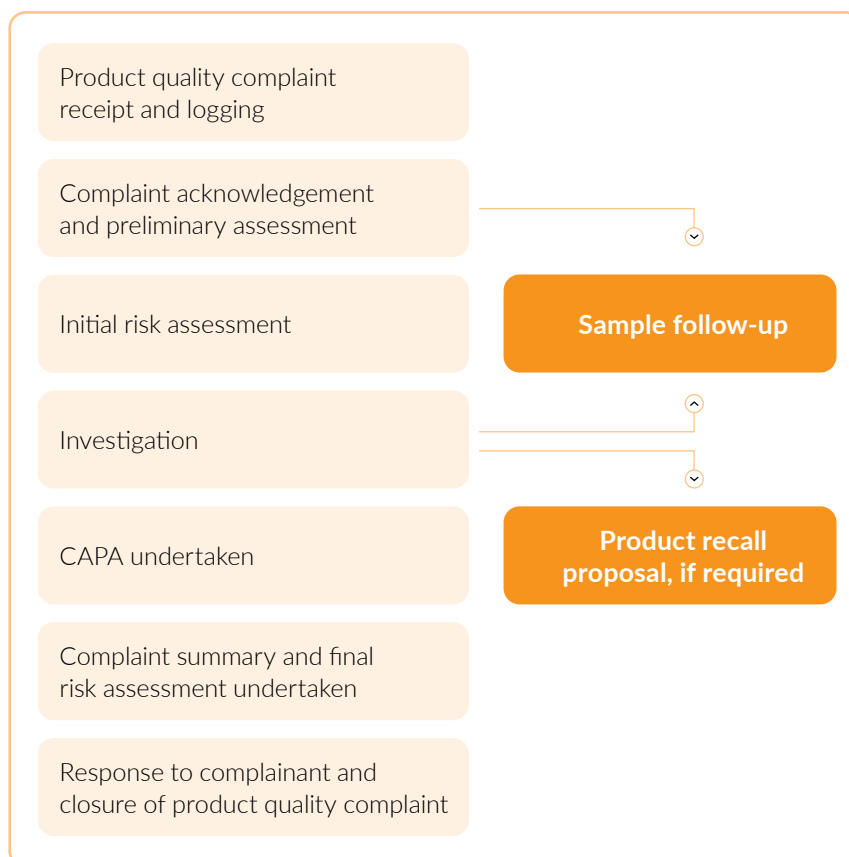 Product quality complaint
receipt and logging
Complaint acknowledgement
and preliminary assessment
Initial risk assessment
Sample follow-up
Investigation
CAPA undertaken
Product recall
proposal, if required
Complaint summary and final
risk assessment undertaken
Response to complainant and
closure of product quality complaint